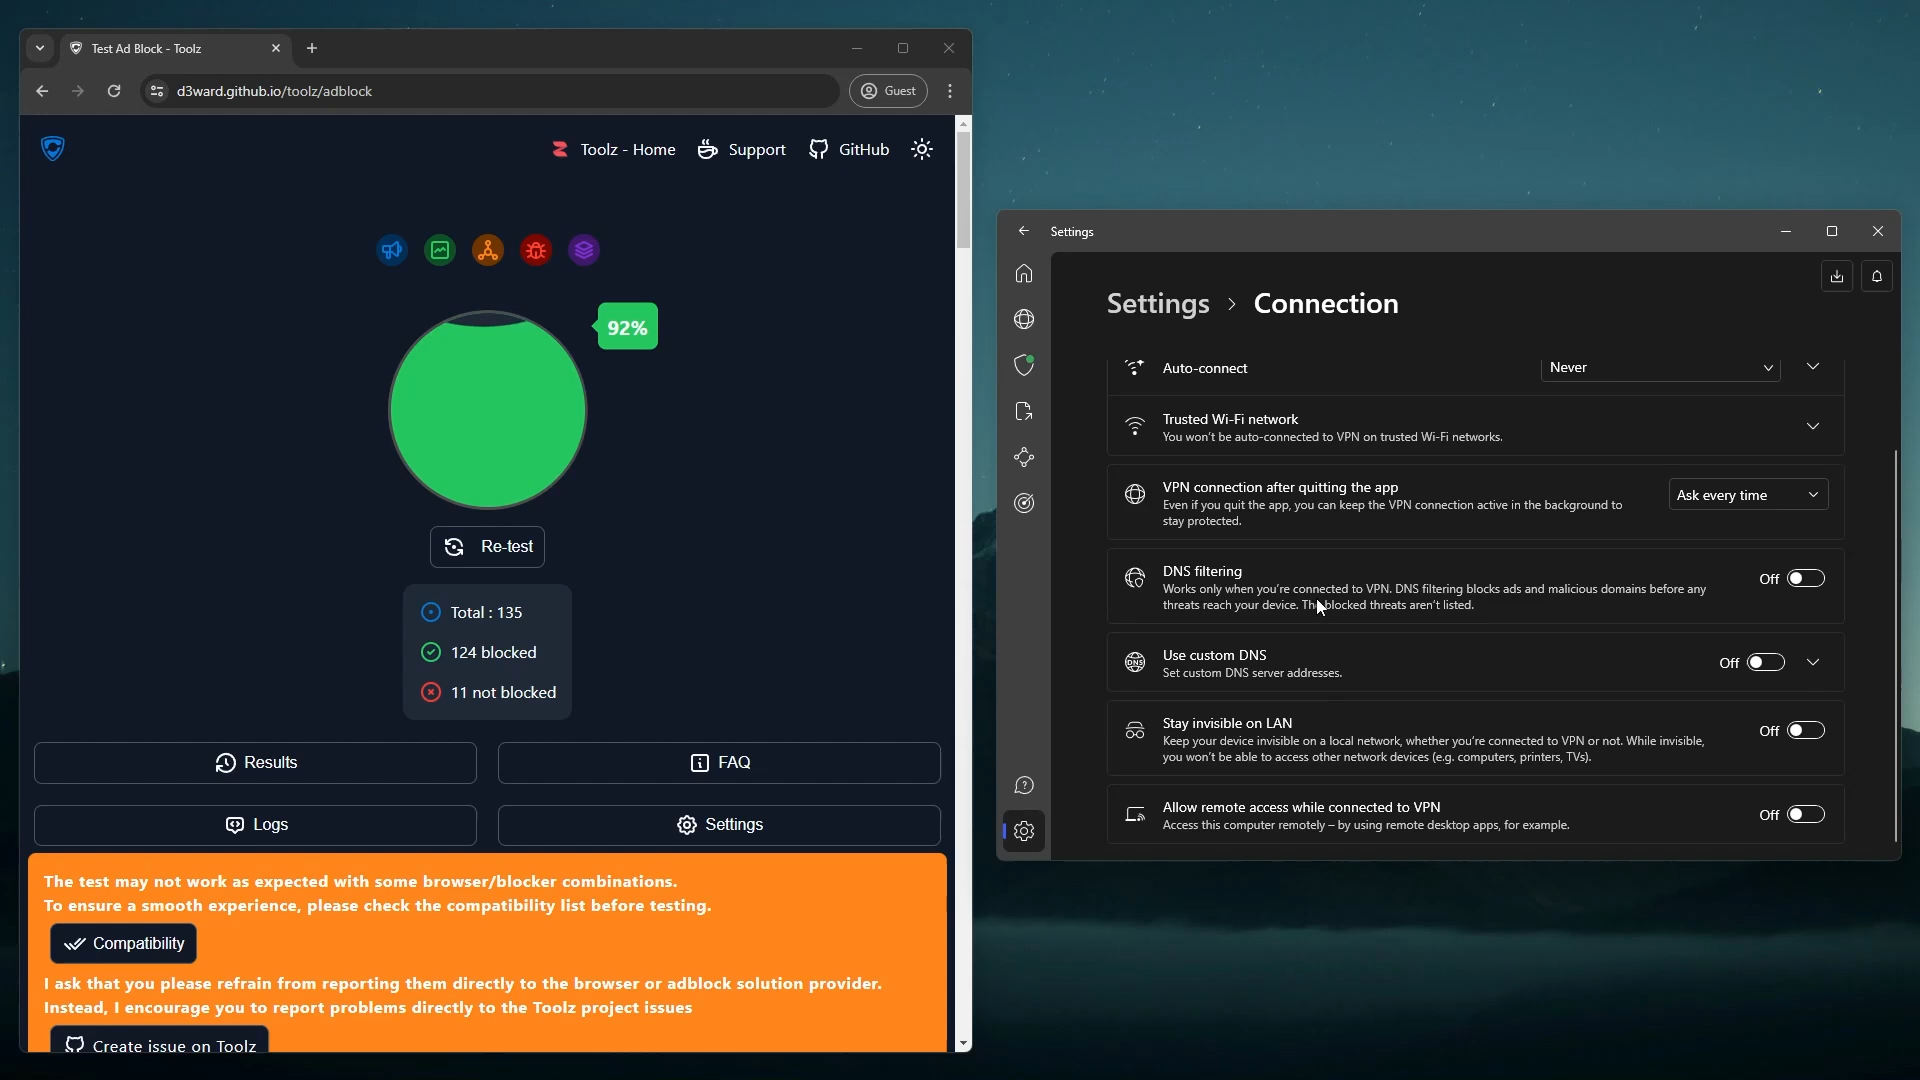 Test Ad Block - Toolz
d3ward.github.io/toolz/adblock
Guest
Toolz - Home
Support
GitHub
92%
Re-test
Total : 135
124 blocked
11 not blocked
Results
FAQ
Logs
Settings
The test may not work as expected with some browser/blocker combinations.
To ensure a smooth experience, please check the compatibility list before testing.
Compatibility
I ask that you please refrain from reporting them directly to the browser or adblock solution provider.
Instead, I encourage you to report problems directly to the Toolz project issues
Create issue on Toolz
Settings
Settings > Connection
Auto-connect
Never
Trusted Wi-Fi network
You won't be auto-connected to VPN on trusted Wi-Fi networks.
VPN connection after quitting the app
Even if you quit the app, you can keep the VPN connection active in the background to
stay protected.
Ask every time
DNS filtering
Works only when you're connected to VPN. DNS filtering blocks ads and malicious domains before any
threats reach your device. The blocked threats aren't listed.
Off
DNS
Use custom DNS
Set custom DNS server addresses.
Off
Stay invisible on LAN
Keep your device invisible on a local network, whether you're connected to VPN or not. While invisible,
you won't be able to access other network devices (e.g. computers, printers, TVs).
Off
Allow remote access while connected to VPN
Access this computer remotely – by using remote desktop apps, for example.
Off